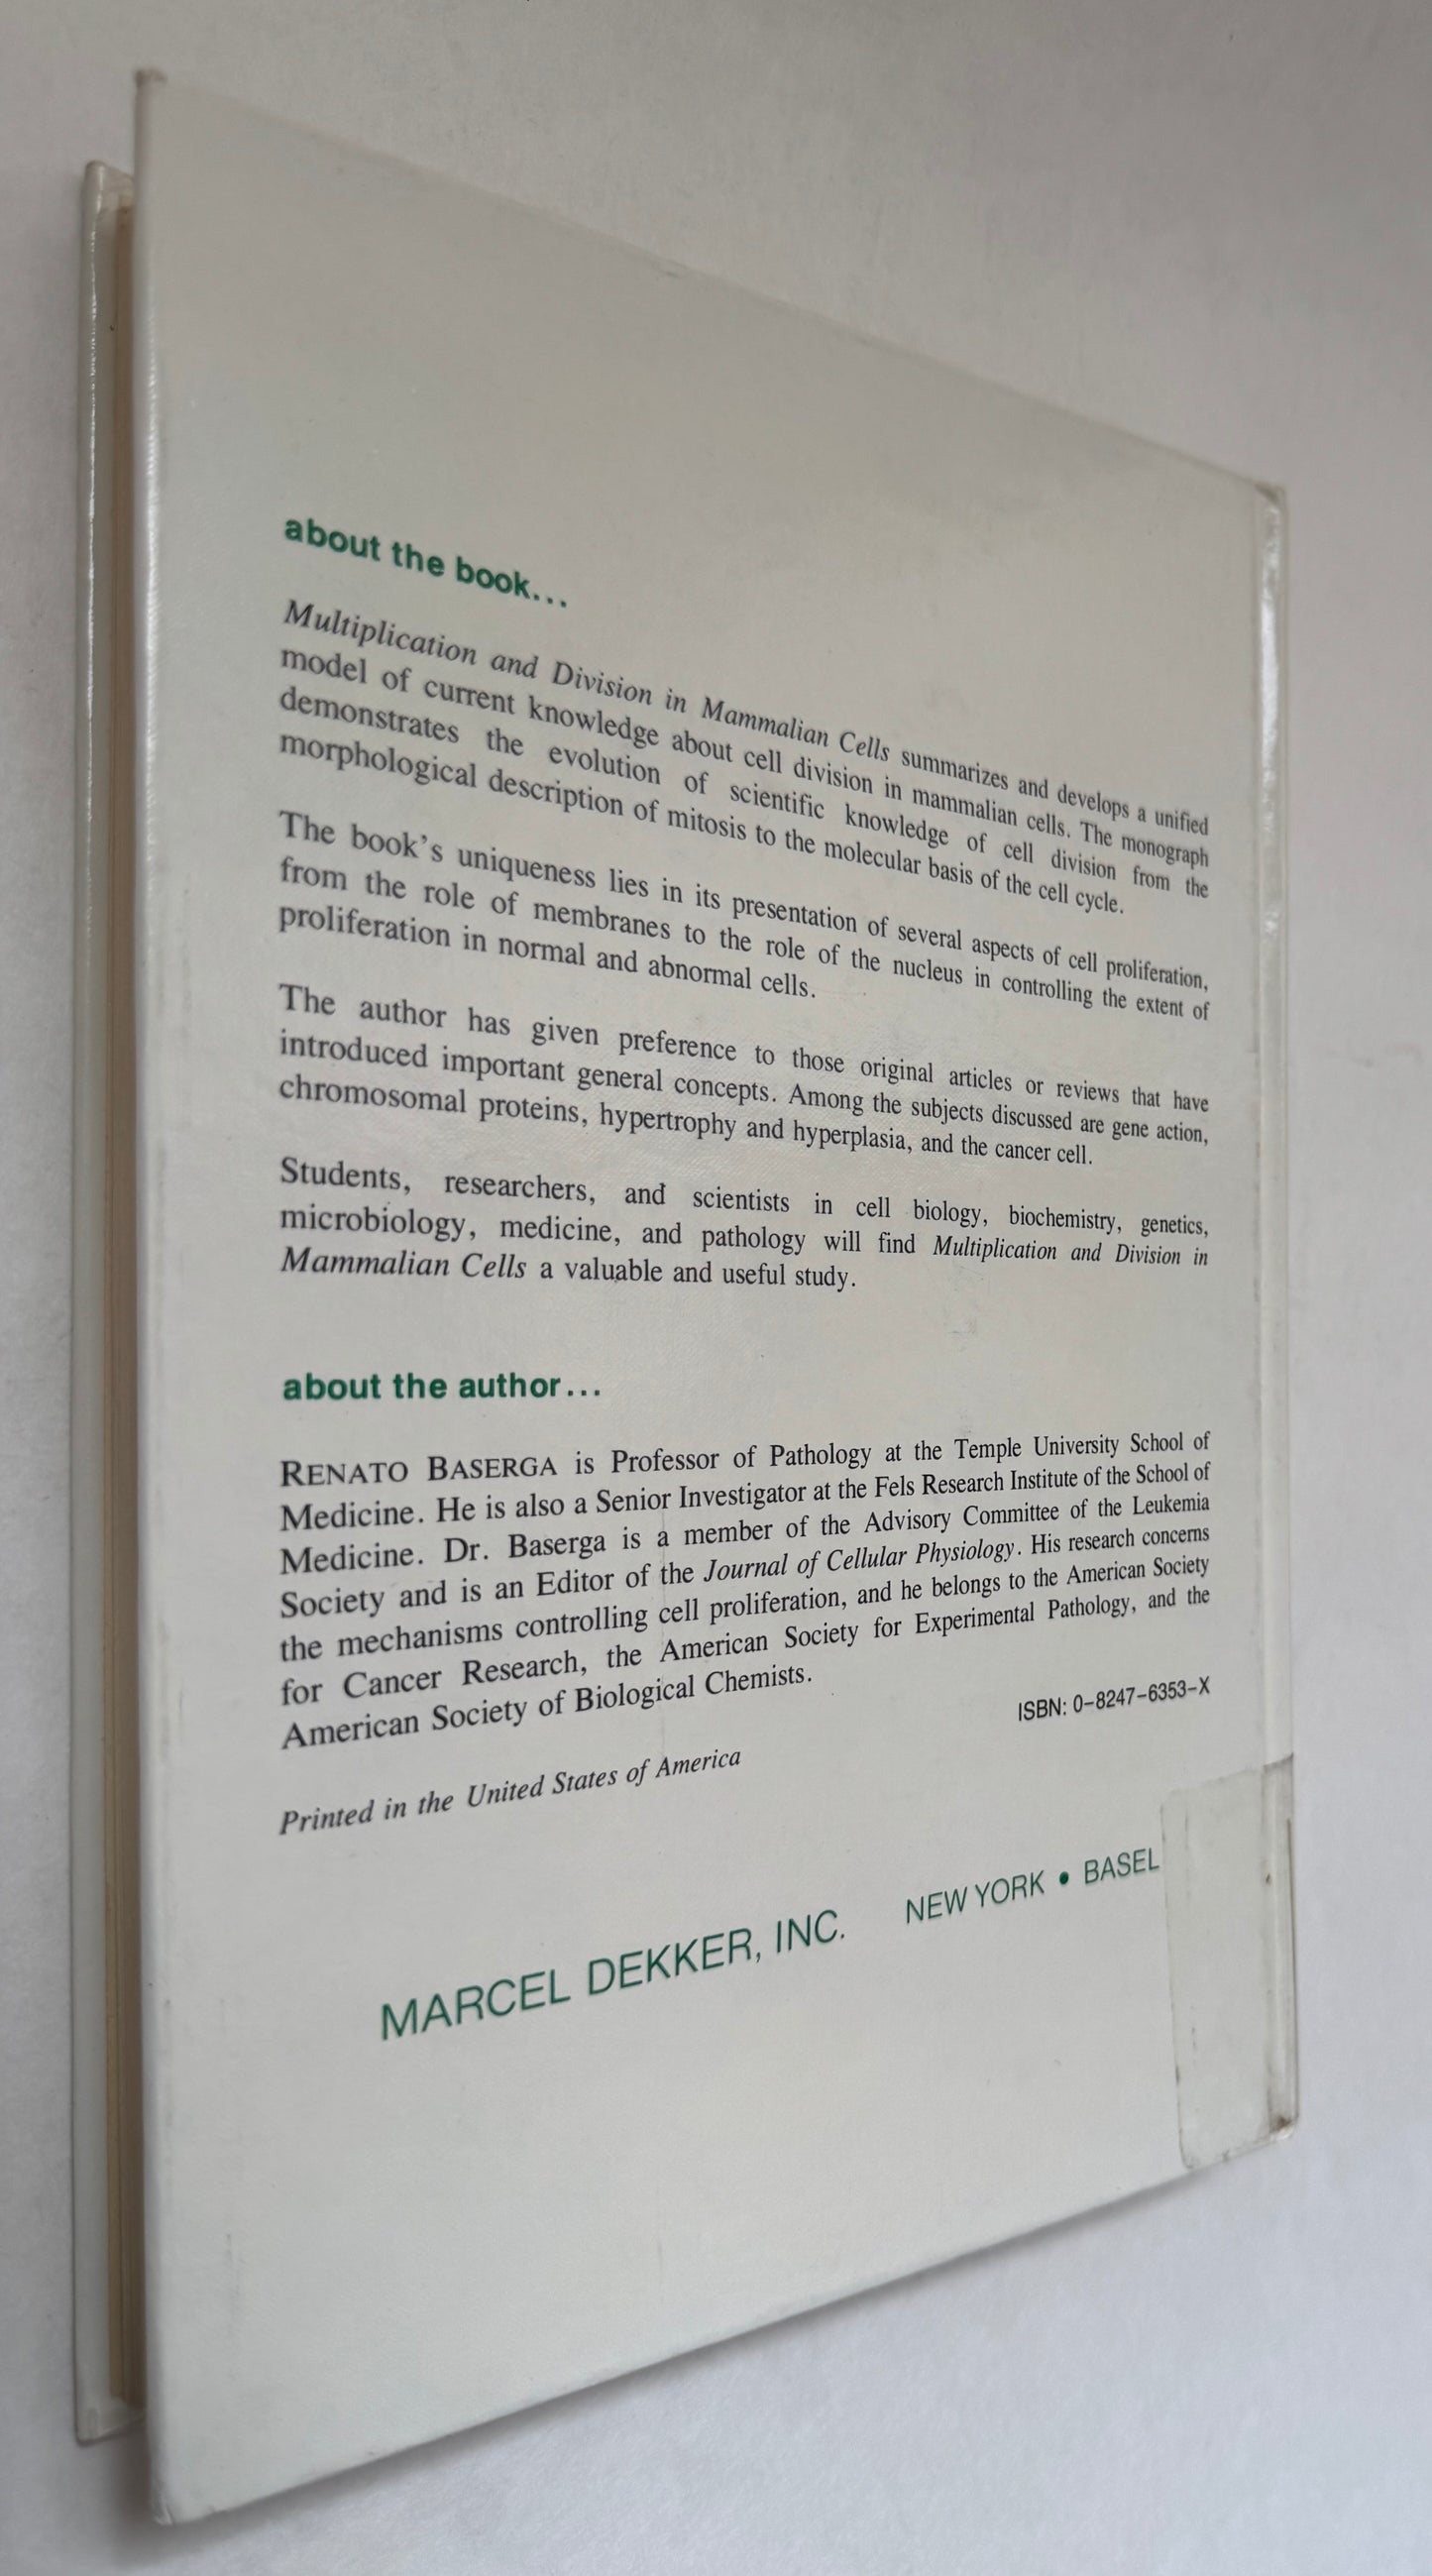 about the book...
Multiplication and Division in Mammalian Cells summarizes and develops a unified
model of current knowledge about cell division in mammalian cells. The monograph
demonstrates the evolution of scientific knowledge of cell division from the
morphological description of mitosis to the molecular basis of the cell cycle.
The book's uniqueness lies in its presentation of several aspects of cell proliferation,
from the role of membranes to the role of the nucleus in controlling the extent of
proliferation in normal and abnormal cells.
The author has given preference to those original articles or reviews that have
introduced important general concepts. Among the subjects discussed are gene action,
chromosomal proteins, hypertrophy and hyperplasia, and the cancer cell.
Students, researchers, and scientists in cell biology, biochemistry, genetics,
microbiology, medicine, and pathology will find Multiplication and Division in
Mammalian Cells a valuable and useful study.
about the author...
RENATO BASERGA is Professor of Pathology at the Temple University School of
Medicine. He is also a Senior Investigator at the Fels Research Institute of the School of
Medicine. Dr. Baserga is a member of the Advisory Committee of the Leukemia
Society and is an Editor of the Journal of Cellular Physiology. His research concerns
the mechanisms controlling cell proliferation, and he belongs to the American Society
for Cancer Research, the American Society for Experimental Pathology, and the
American Society of Biological Chemists.
ISBN: 0-8247-6353-X
Printed in the United States of America
MARCEL DEKKER, INC. NEW YORK • BASEL